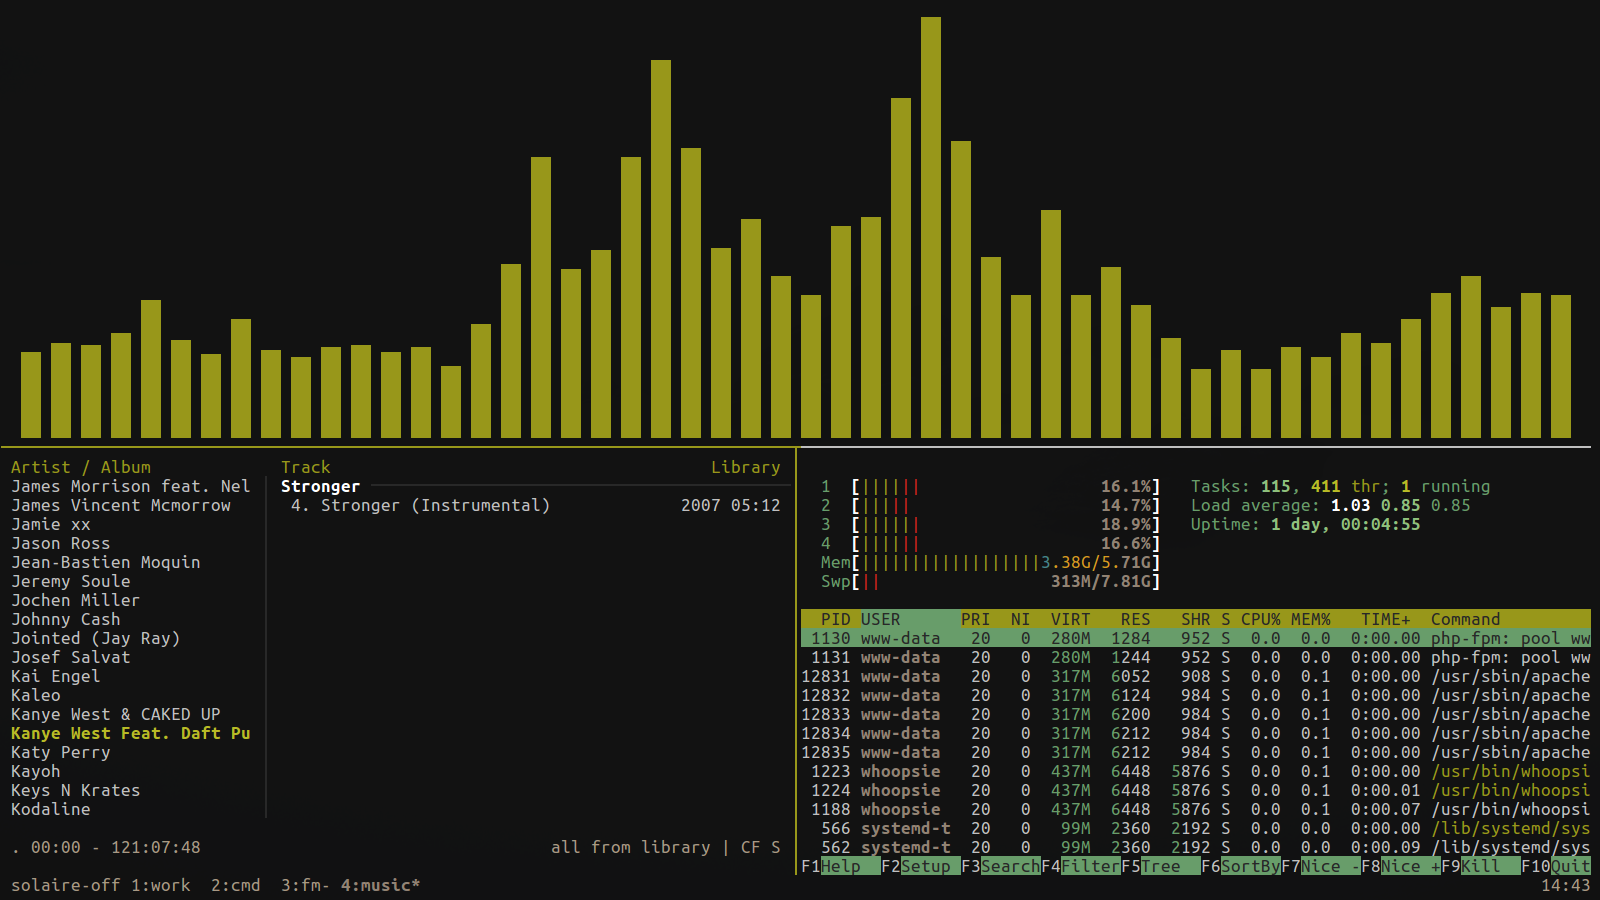 Artist / Album
James Morrison feat. Nel
James Vincent Mcmorrow
Jamie xx
Jason Ross
Jean-Bastien Moquin
Jeremy Soule
Jochen Miller
Johnny Cash
Jointed (Jay Ray)
Josef Salvat
Kai Engel
Kaleo
Kanye West & CAKED UP
Kanye West Feat. Daft Pu
Katy Perry
Kayoh
Keys N Krates
Kodaline
Track Library
Stronger
4. Stronger (Instrumental) 2007 05:12
. 00:00 - 121:07:48 all from library | CF S
1 [|||||| 16.1%]
2 [||||| 14.7%]
3 [|||||| 18.9%]
4 [|||||| 16.6%]
Mem[||||||||||||||||||3.38G/5.71G]
Swp[|| 313M/7.81G]
Tasks: 115, 411 thr; 1 running
Load average: 1.03 0.85 0.85
Uptime: 1 day, 00:04:55
PID USER PRI NI VIRT RES SHR S CPU% MEM% TIME+ Command
1130 www-data 20 0 280M 1284 952 S 0.0 0.0 0:00.00 php-fpm: pool ww
1131 www-data 20 0 280M 1244 952 S 0.0 0.0 0:00.00 php-fpm: pool ww
12831 www-data 20 0 317M 6052 908 S 0.0 0.1 0:00.00 /usr/sbin/apache
12832 www-data 20 0 317M 6124 984 S 0.0 0.1 0:00.00 /usr/sbin/apache
12833 www-data 20 0 317M 6200 984 S 0.0 0.1 0:00.00 /usr/sbin/apache
12834 www-data 20 0 317M 6212 984 S 0.0 0.1 0:00.00 /usr/sbin/apache
12835 www-data 20 0 317M 6212 984 S 0.0 0.1 0:00.00 /usr/sbin/apache
1223 whoopsie 20 0 437M 6448 5876 S 0.0 0.1 0:00.00 /usr/bin/whoopsi
1224 whoopsie 20 0 437M 6448 5876 S 0.0 0.1 0:00.01 /usr/bin/whoopsi
1188 whoopsie 20 0 437M 6448 5876 S 0.0 0.1 0:00.07 /usr/bin/whoopsi
566 systemd-t 20 0 99M 2360 2192 S 0.0 0.0 0:00.00 /lib/systemd/sys
562 systemd-t 20 0 99M 2360 2192 S 0.0 0.0 0:00.09 /lib/systemd/sys
F1Help F2Setup F3SearchF4FilterF5Tree F6SortByF7Nice -F8Nice +F9Kill F10Quit
solaire-off 1:work 2:cmd 3:fm- 4:music* 14:43